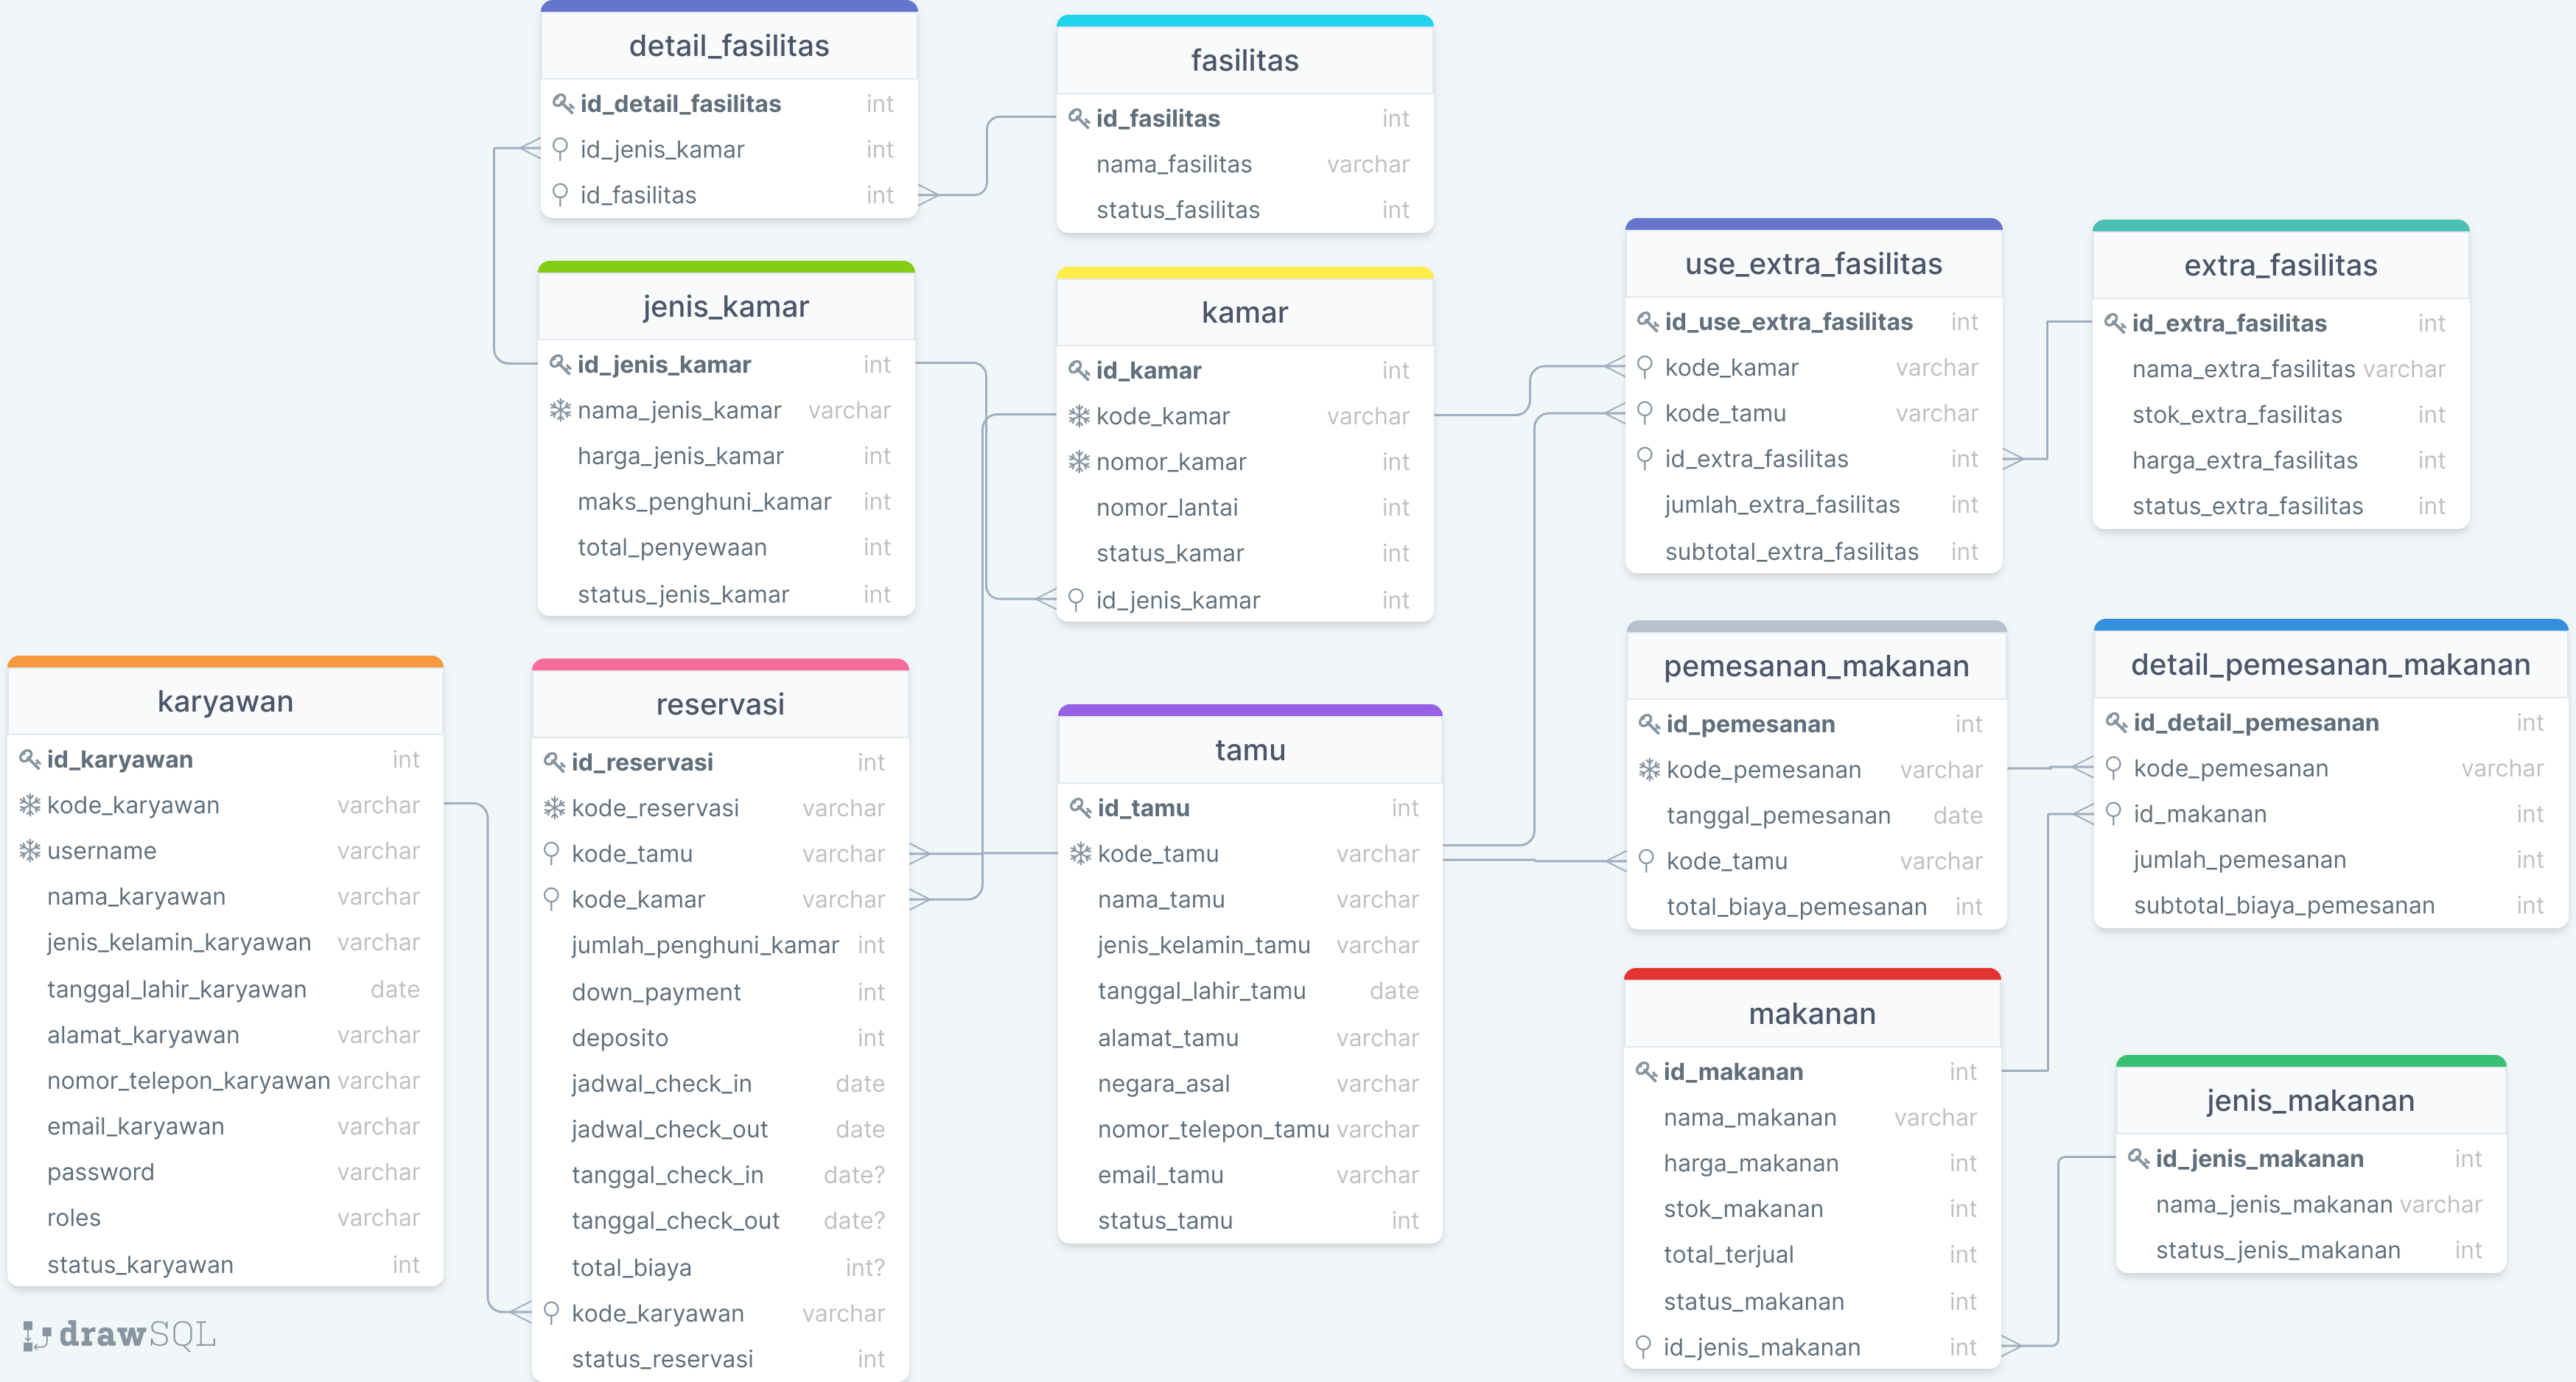 detail_fasilitas
id_detail_fasilitas int
id_jenis_kamar int
id_fasilitas int
fasilitas
id_fasilitas int
nama_fasilitas varchar
status_fasilitas int
jenis_kamar
id_jenis_kamar int
nama_jenis_kamar varchar
harga_jenis_kamar int
maks_penghuni_kamar int
total_penyewaan int
status_jenis_kamar int
kamar
id_kamar int
kode_kamar varchar
nomor_kamar int
nomor_lantai int
status_kamar int
id_jenis_kamar int
use_extra_fasilitas
id_use_extra_fasilitas int
kode_kamar varchar
kode_tamu varchar
id_extra_fasilitas int
jumlah_extra_fasilitas int
subtotal_extra_fasilitas int
extra_fasilitas
id_extra_fasilitas int
nama_extra_fasilitas varchar
stok_extra_fasilitas int
harga_extra_fasilitas int
status_extra_fasilitas int
karyawan
id_karyawan int
kode_karyawan varchar
username varchar
nama_karyawan varchar
jenis_kelamin_karyawan varchar
tanggal_lahir_karyawan date
alamat_karyawan varchar
nomor_telepon_karyawan varchar
email_karyawan varchar
password varchar
roles varchar
status_karyawan int
reservasi
id_reservasi int
kode_reservasi varchar
kode_tamu varchar
kode_kamar varchar
jumlah_penghuni_kamar int
down_payment int
deposito int
jadwal_check_in date
jadwal_check_out date
tanggal_check_in date?
tanggal_check_out date?
total_biaya int?
kode_karyawan varchar
status_reservasi int
tamu
id_tamu int
kode_tamu varchar
nama_tamu varchar
jenis_kelamin_tamu varchar
tanggal_lahir_tamu date
alamat_tamu varchar
negara_asal varchar
nomor_telepon_tamu varchar
email_tamu varchar
status_tamu int
pemesanan_makanan
id_pemesanan int
kode_pemesanan varchar
tanggal_pemesanan date
kode_tamu varchar
total_biaya_pemesanan int
detail_pemesanan_makanan
id_detail_pemesanan int
kode_pemesanan varchar
id_makanan int
jumlah_pemesanan int
subtotal_biaya_pemesanan int
makanan
id_makanan int
nama_makanan varchar
harga_makanan int
stok_makanan int
total_terjual int
status_makanan int
id_jenis_makanan int
jenis_makanan
id_jenis_makanan int
nama_jenis_makanan varchar
status_jenis_makanan int
drawSQL